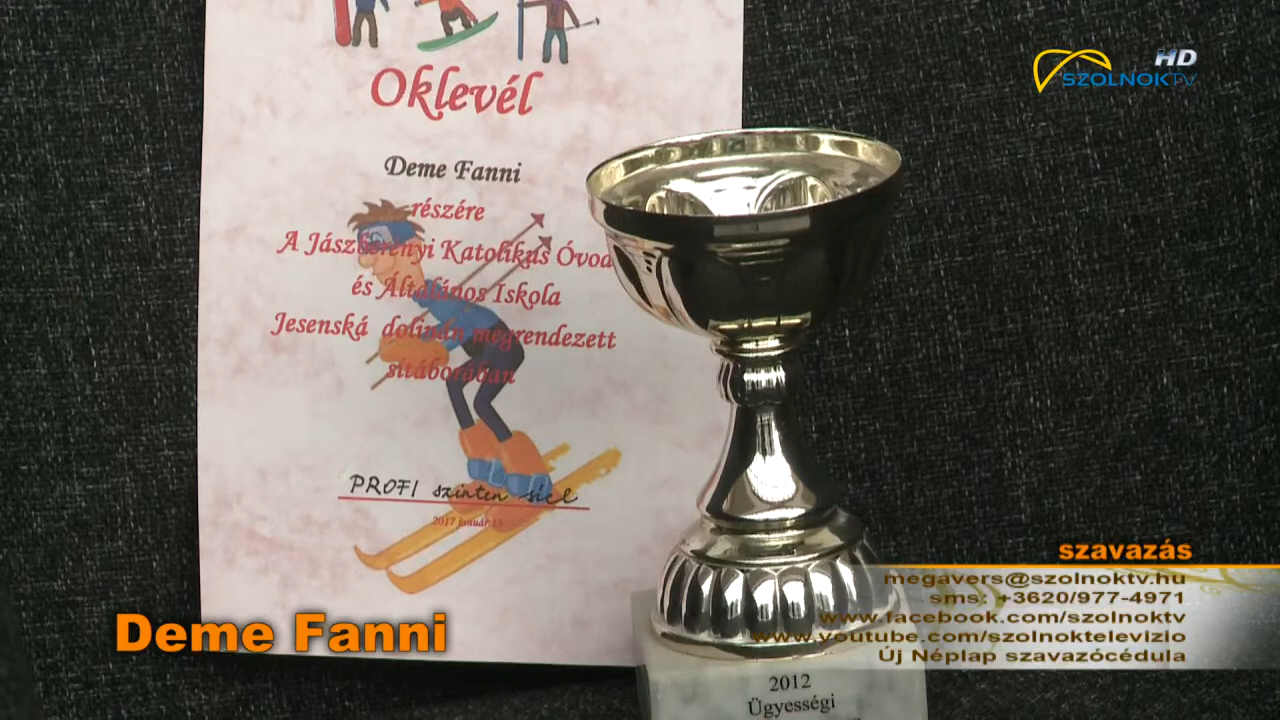 HD
SZOLNOKTV
Oklevél
Deme Fanni
részére
A Jászberényi Katolikus Óvoda
és Általános Iskola
Jesenská dolinán megrendezett
sítáborában
PROFI szinten síel
2017 január
2012
Ügyességi
Deme Fanni
szavazás
megavers@szolnoktv.hu
sms: +3620/977-4971
www.facebook.com/szolnoktv
www.youtube.com/szolnoktelevizio
Új Néplap szavazócédula